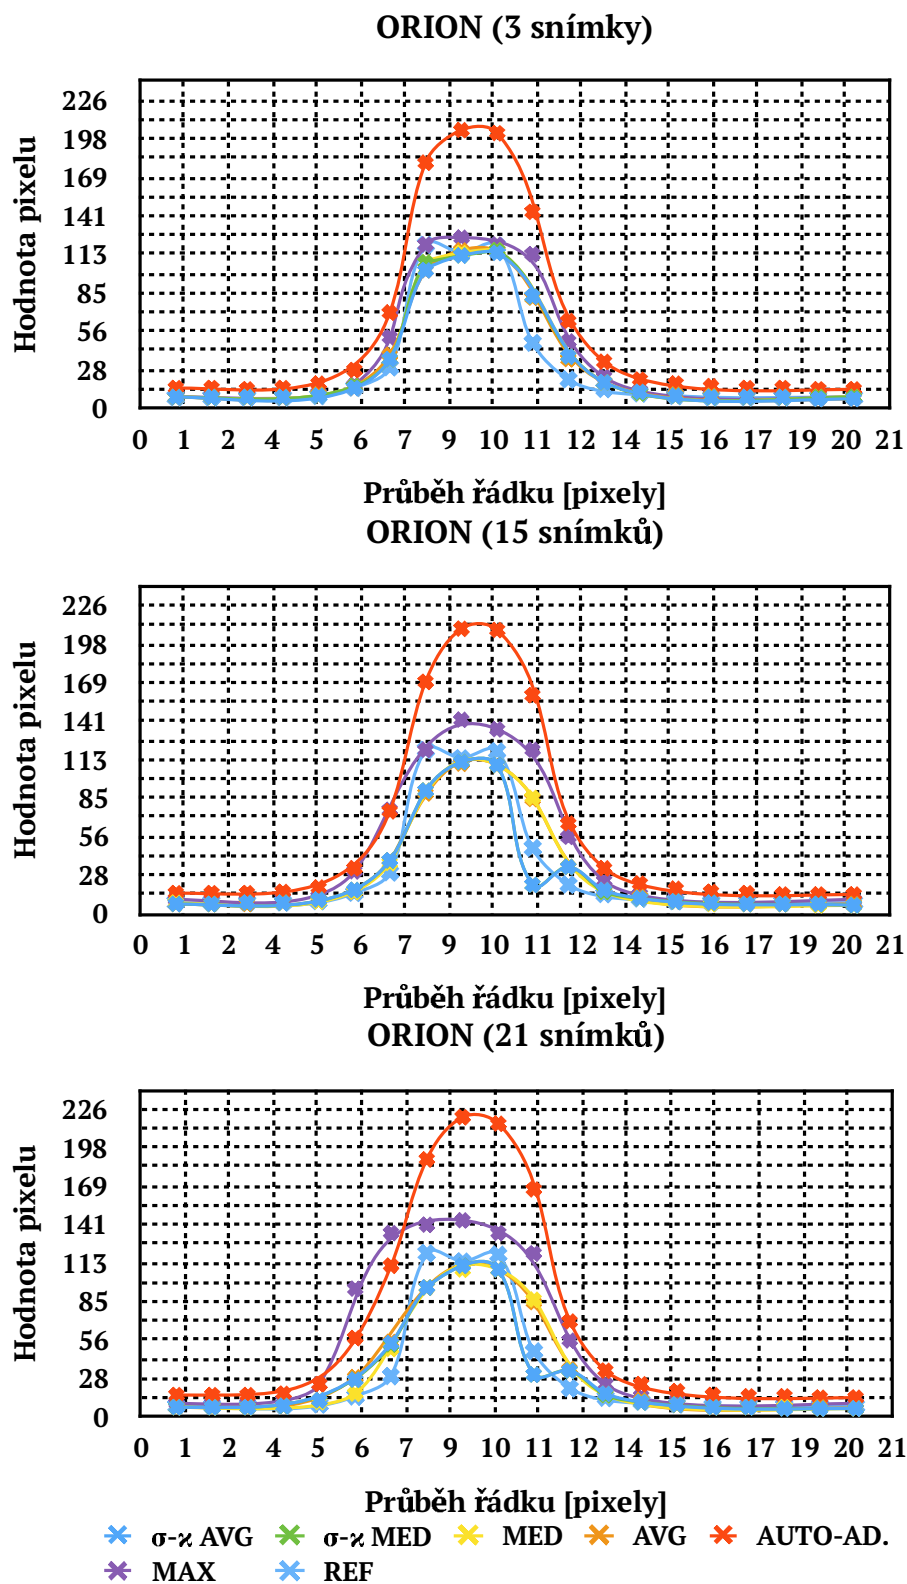 ORION (3 snímky)
Hodnota pixelu
226
198
169
141
113
85
56
28
0
0 1 2 4 5 6 7 9 10 11 12 14 15 16 17 19 20 21
Průběh řádku [pixely]
ORION (15 snímků)
Hodnota pixelu
226
198
169
141
113
85
56
28
0
0 1 2 4 5 6 7 9 10 11 12 14 15 16 17 19 20 21
Průběh řádku [pixely]
ORION (21 snímků)
Hodnota pixelu
226
198
169
141
113
85
56
28
0
0 1 2 4 5 6 7 9 10 11 12 14 15 16 17 19 20 21
Průběh řádku [pixely]
σ-ϰ AVG σ-ϰ MED MED AVG AUTO-AD.
MAX REF